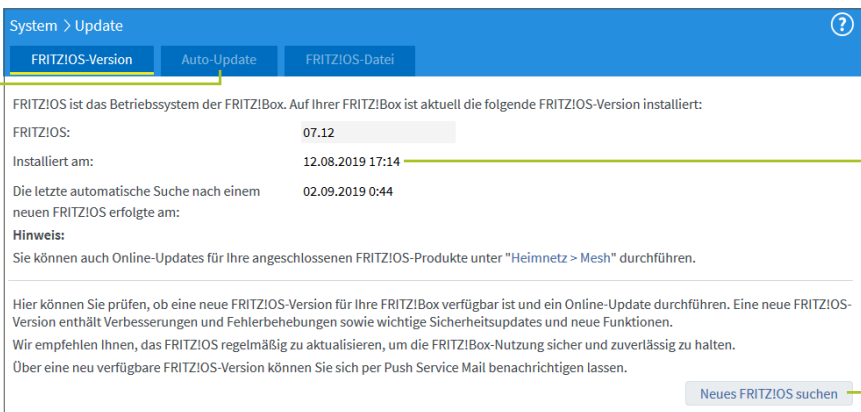 System > Update
?
FRITZ!OS-Version Auto-Update FRITZ!OS-Datei
FRITZ!OS ist das Betriebssystem der FRITZ!Box. Auf Ihrer FRITZ!Box ist aktuell die folgende FRITZ!OS-Version installiert:
FRITZ!OS: 07.12
Installiert am: 12.08.2019 17:14
Die letzte automatische Suche nach einem 02.09.2019 0:44
neuen FRITZ!OS erfolgte am:
Hinweis:
Sie können auch Online-Updates für Ihre angeschlossenen FRITZ!OS-Produkte unter "Heimnetz > Mesh" durchführen.
Hier können Sie prüfen, ob eine neue FRITZ!OS-Version für Ihre FRITZ!Box verfügbar ist und ein Online-Update durchführen. Eine neue FRITZ!OS-
Version enthält Verbesserungen und Fehlerbehebungen sowie wichtige Sicherheitsupdates und neue Funktionen.
Wir empfehlen Ihnen, das FRITZ!OS regelmäßig zu aktualisieren, um die FRITZ!Box-Nutzung sicher und zuverlässig zu halten.
Über eine neu verfügbare FRITZ!OS-Version können Sie sich per Push Service Mail benachrichtigen lassen.
Neues FRITZ!OS suchen